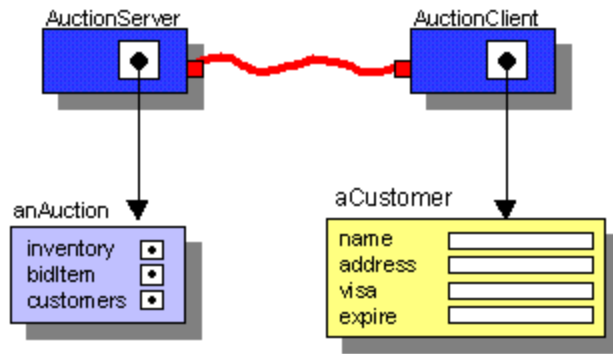 AuctionServer
AuctionClient
anAuction
inventory
bidItem
customers
aCustomer
name
address
visa
expire